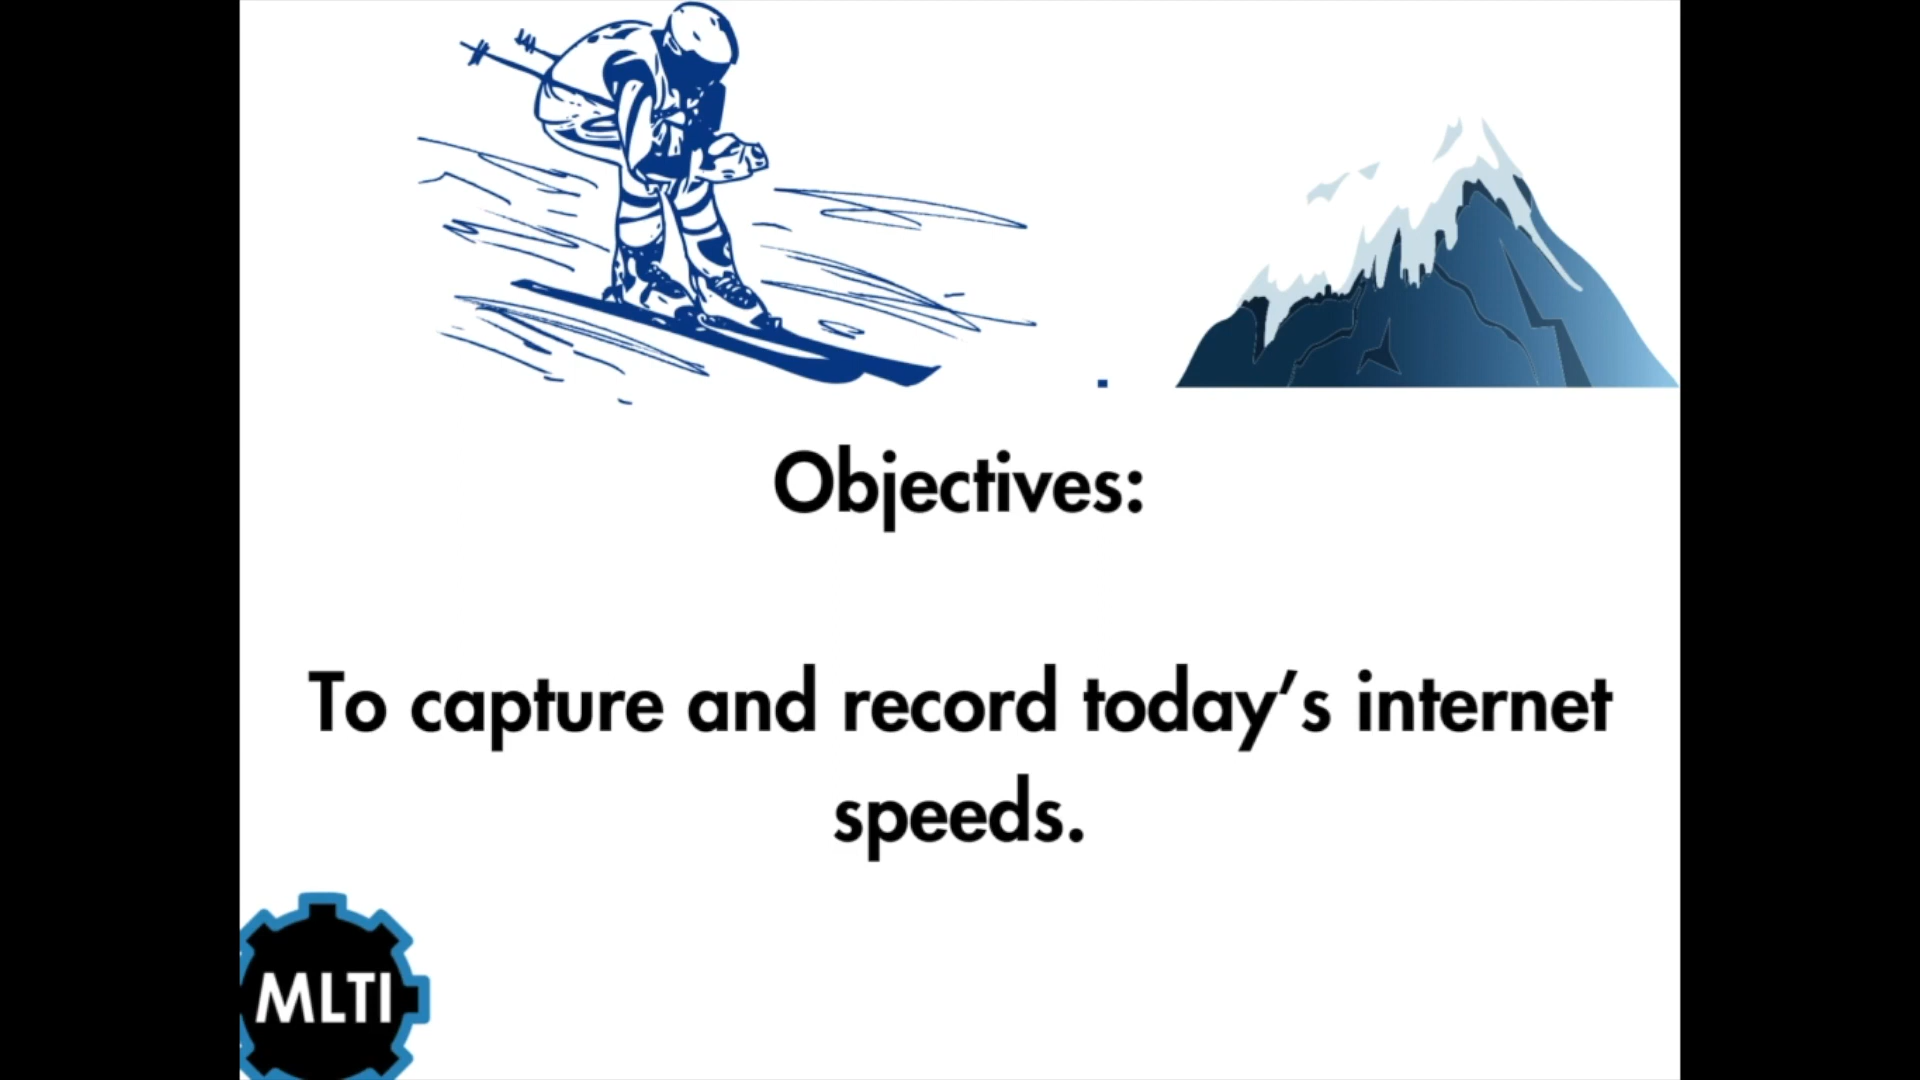 Objectives:
To capture and record today’s internet
speeds.
MLTI